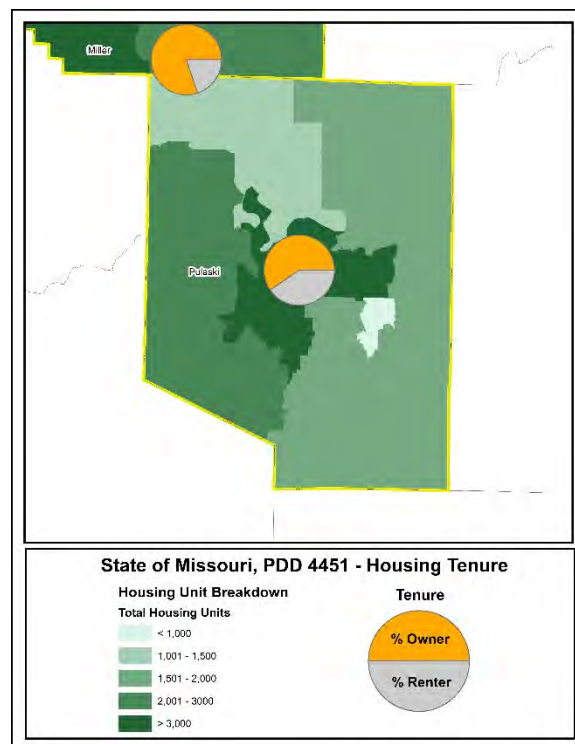 Miller
Pulaski
State of Missouri, PDD 4451 - Housing Tenure
Housing Unit Breakdown
Total Housing Units
< 1,000
1,001 - 1,500
1,501 - 2,000
2,001 - 3000
> 3,000
Tenure
% Owner
% Renter